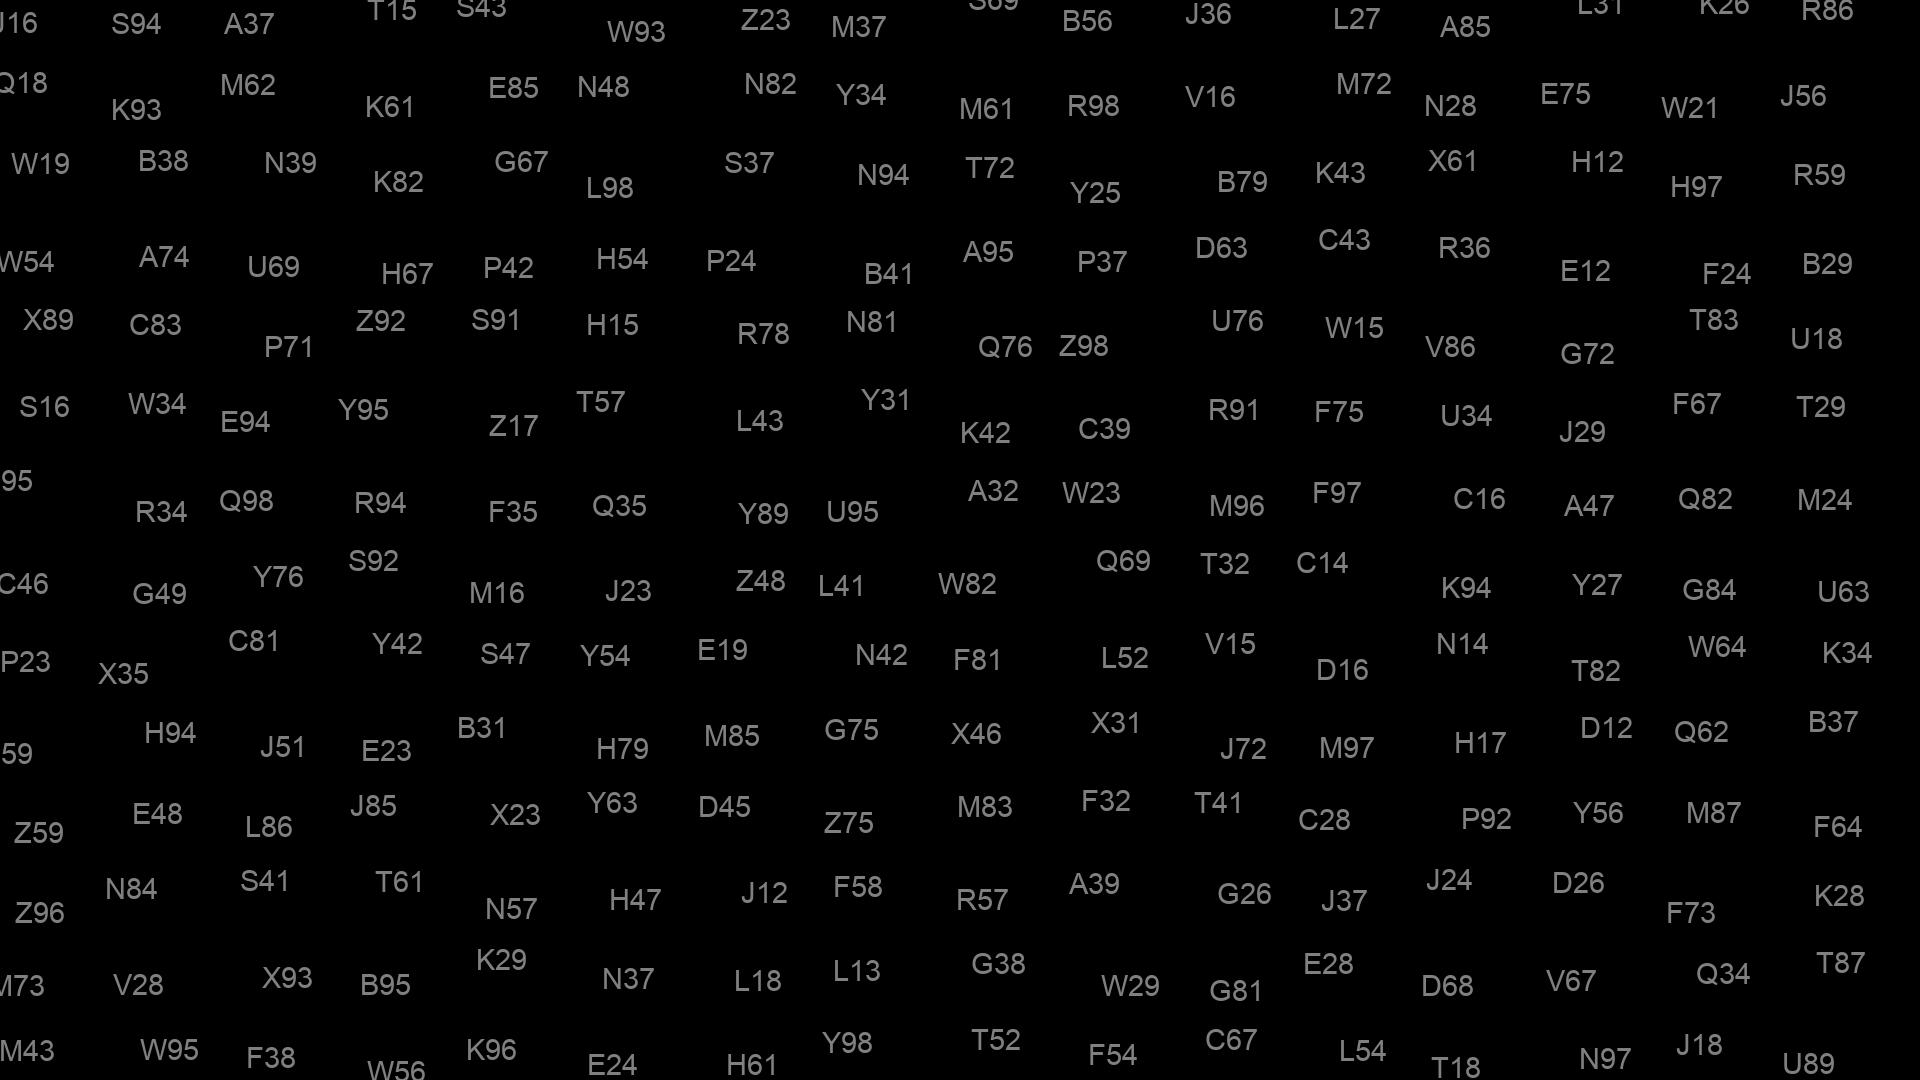 J16 S94 A37 T15 S43 W93 Z23 M37 S69 B56 J36 L27 A85 L31 K26 R86
Q18 K93 M62 K61 E85 N48 N82 Y34 M61 R98 V16 M72 N28 E75 W21 J56
W19 B38 N39 K82 G67 L98 S37 N94 T72 Y25 B79 K43 X61 H12 H97 R59
W54 A74 U69 H67 P42 H54 P24 B41 A95 P37 D63 C43 R36 E12 F24 B29
X89 C83 P71 Z92 S91 H15 R78 N81 Q76 Z98 U76 W15 V86 G72 T83 U18
S16 W34 E94 Y95 Z17 T57 L43 Y31 K42 C39 R91 F75 U34 J29 F67 T29
95 R34 Q98 R94 F35 Q35 Y89 U95 A32 W23 M96 F97 C16 A47 Q82 M24
C46 G49 Y76 S92 M16 J23 Z48 L41 W82 Q69 T32 C14 K94 Y27 G84 U63
P23 X35 C81 Y42 S47 Y54 E19 N42 F81 L52 V15 D16 N14 T82 W64 K34
59 H94 J51 E23 B31 H79 M85 G75 X46 X31 J72 M97 H17 D12 Q62 B37
Z59 E48 L86 J85 X23 Y63 D45 Z75 M83 F32 T41 C28 P92 Y56 M87 F64
Z96 N84 S41 T61 N57 H47 J12 F58 R57 A39 G26 J37 J24 D26 F73 K28
M73 V28 X93 B95 K29 N37 L18 L13 G38 W29 G81 E28 D68 V67 Q34 T87
M43 W95 F38 W56 K96 E24 H61 Y98 T52 F54 C67 L54 T18 N97 J18 U89